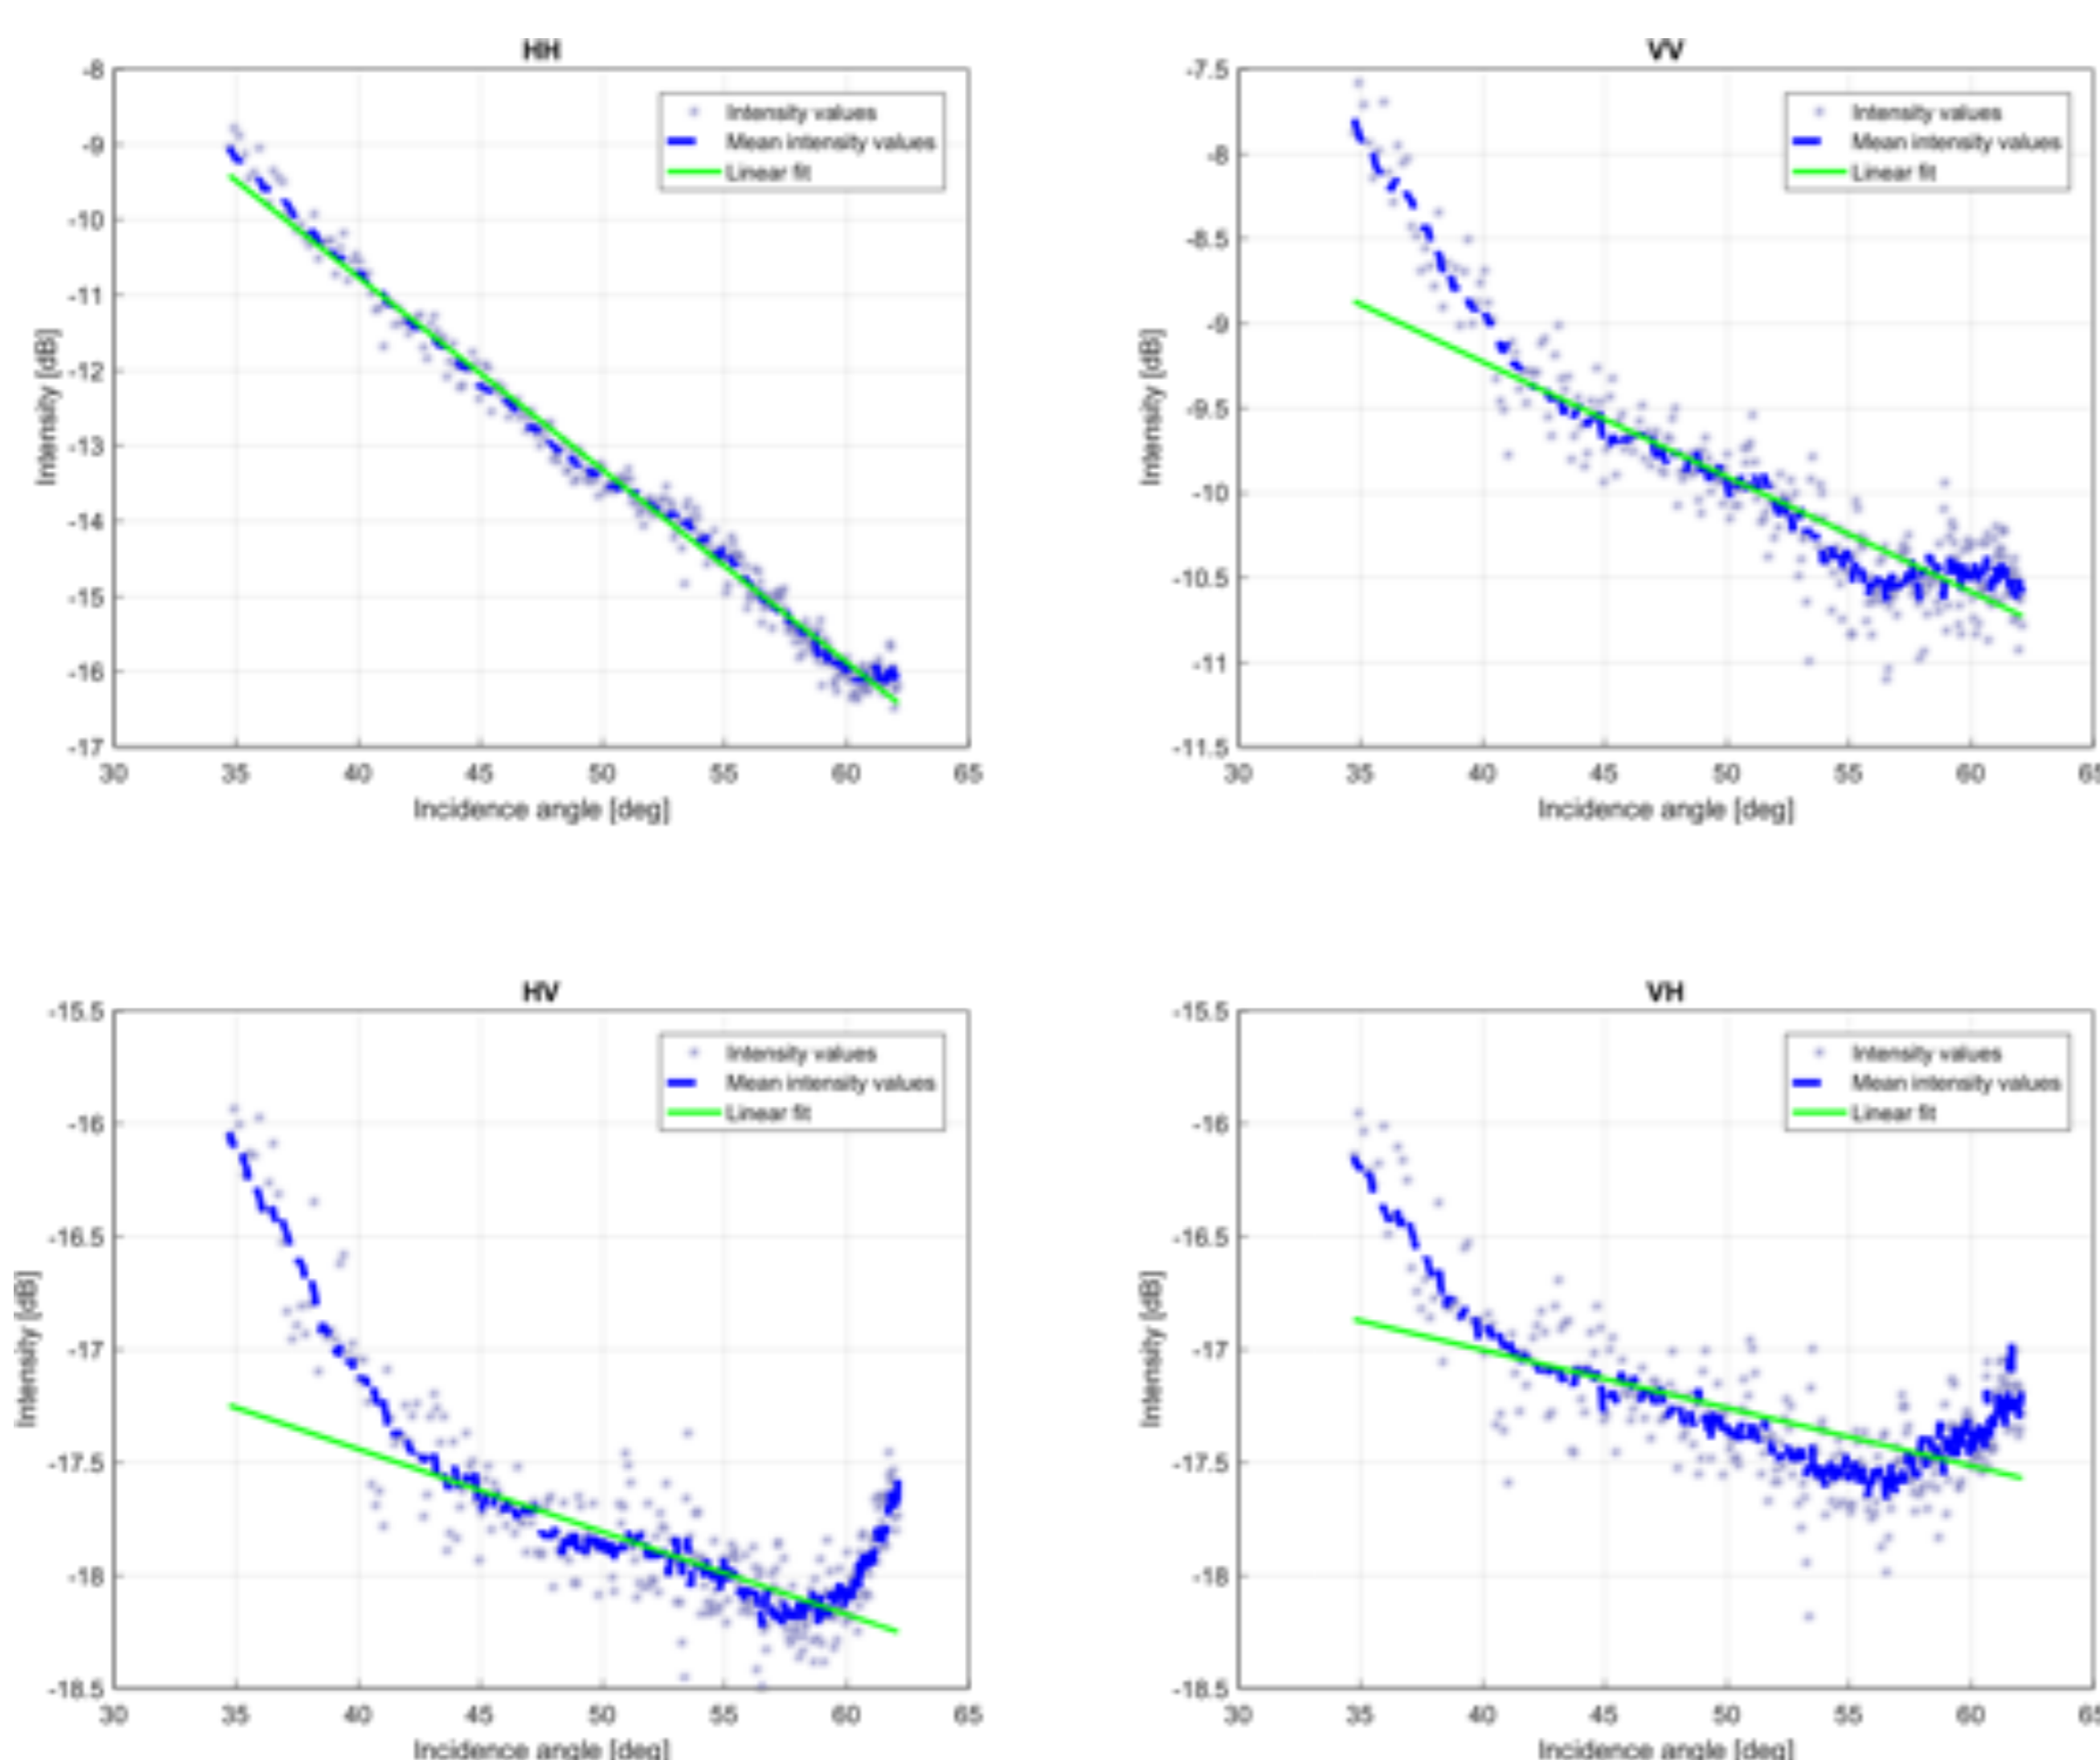 HH
-8
-9
-10
-11
-12
-13
-14
-15
-16
-17
30 35 40 45 50 55 60 65
Intensity [dB]
Incidence angle [deg]
Intensity values
Mean intensity values
Linear fit
VV
-7.5
-8
-8.5
-9
-9.5
-10
-10.5
-11
-11.5
30 35 40 45 50 55 60 65
Intensity [dB]
Incidence angle [deg]
Intensity values
Mean intensity values
Linear fit
HV
-15.5
-16
-16.5
-17
-17.5
-18
-18.5
30 35 40 45 50 55 60 65
Intensity [dB]
Incidence angle [deg]
Intensity values
Mean intensity values
Linear fit
VH
-15.5
-16
-16.5
-17
-17.5
-18
-18.5
30 35 40 45 50 55 60 65
Intensity [dB]
Incidence angle [deg]
Intensity values
Mean intensity values
Linear fit